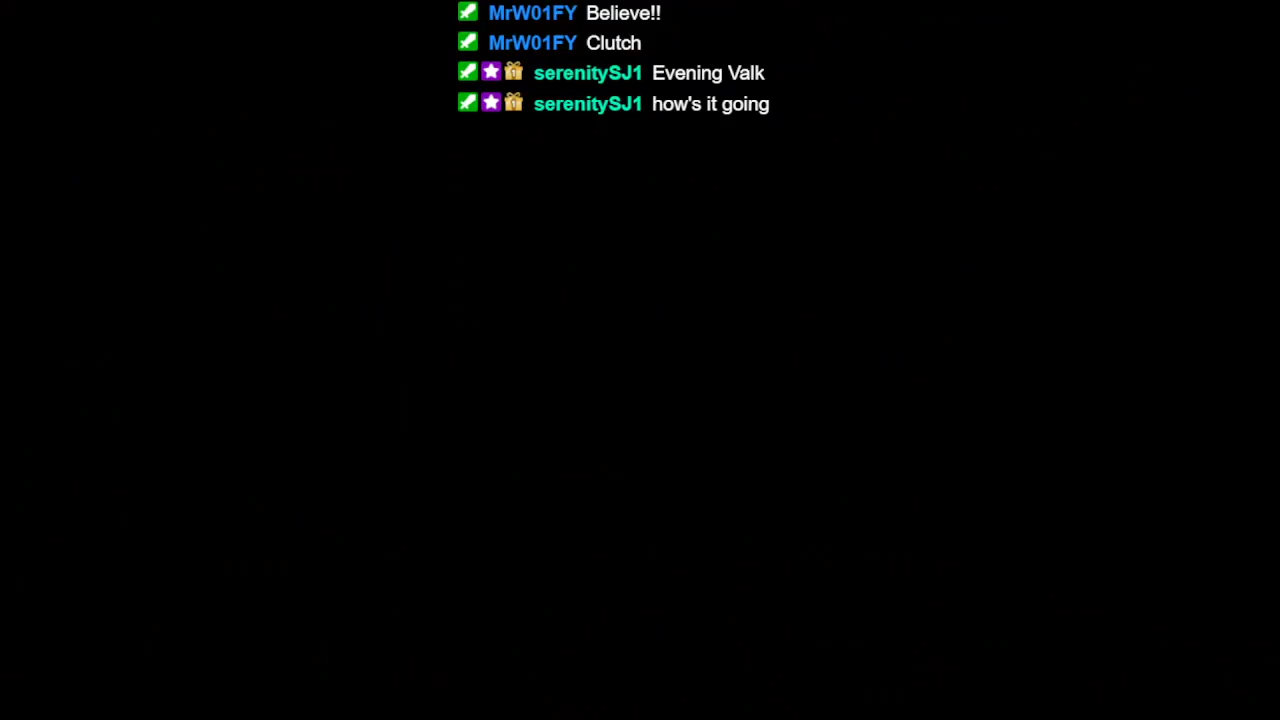 MrW01FY Believe!!
MrW01FY Clutch
serenitySJ1 Evening Valk
serenitySJ1 how's it going